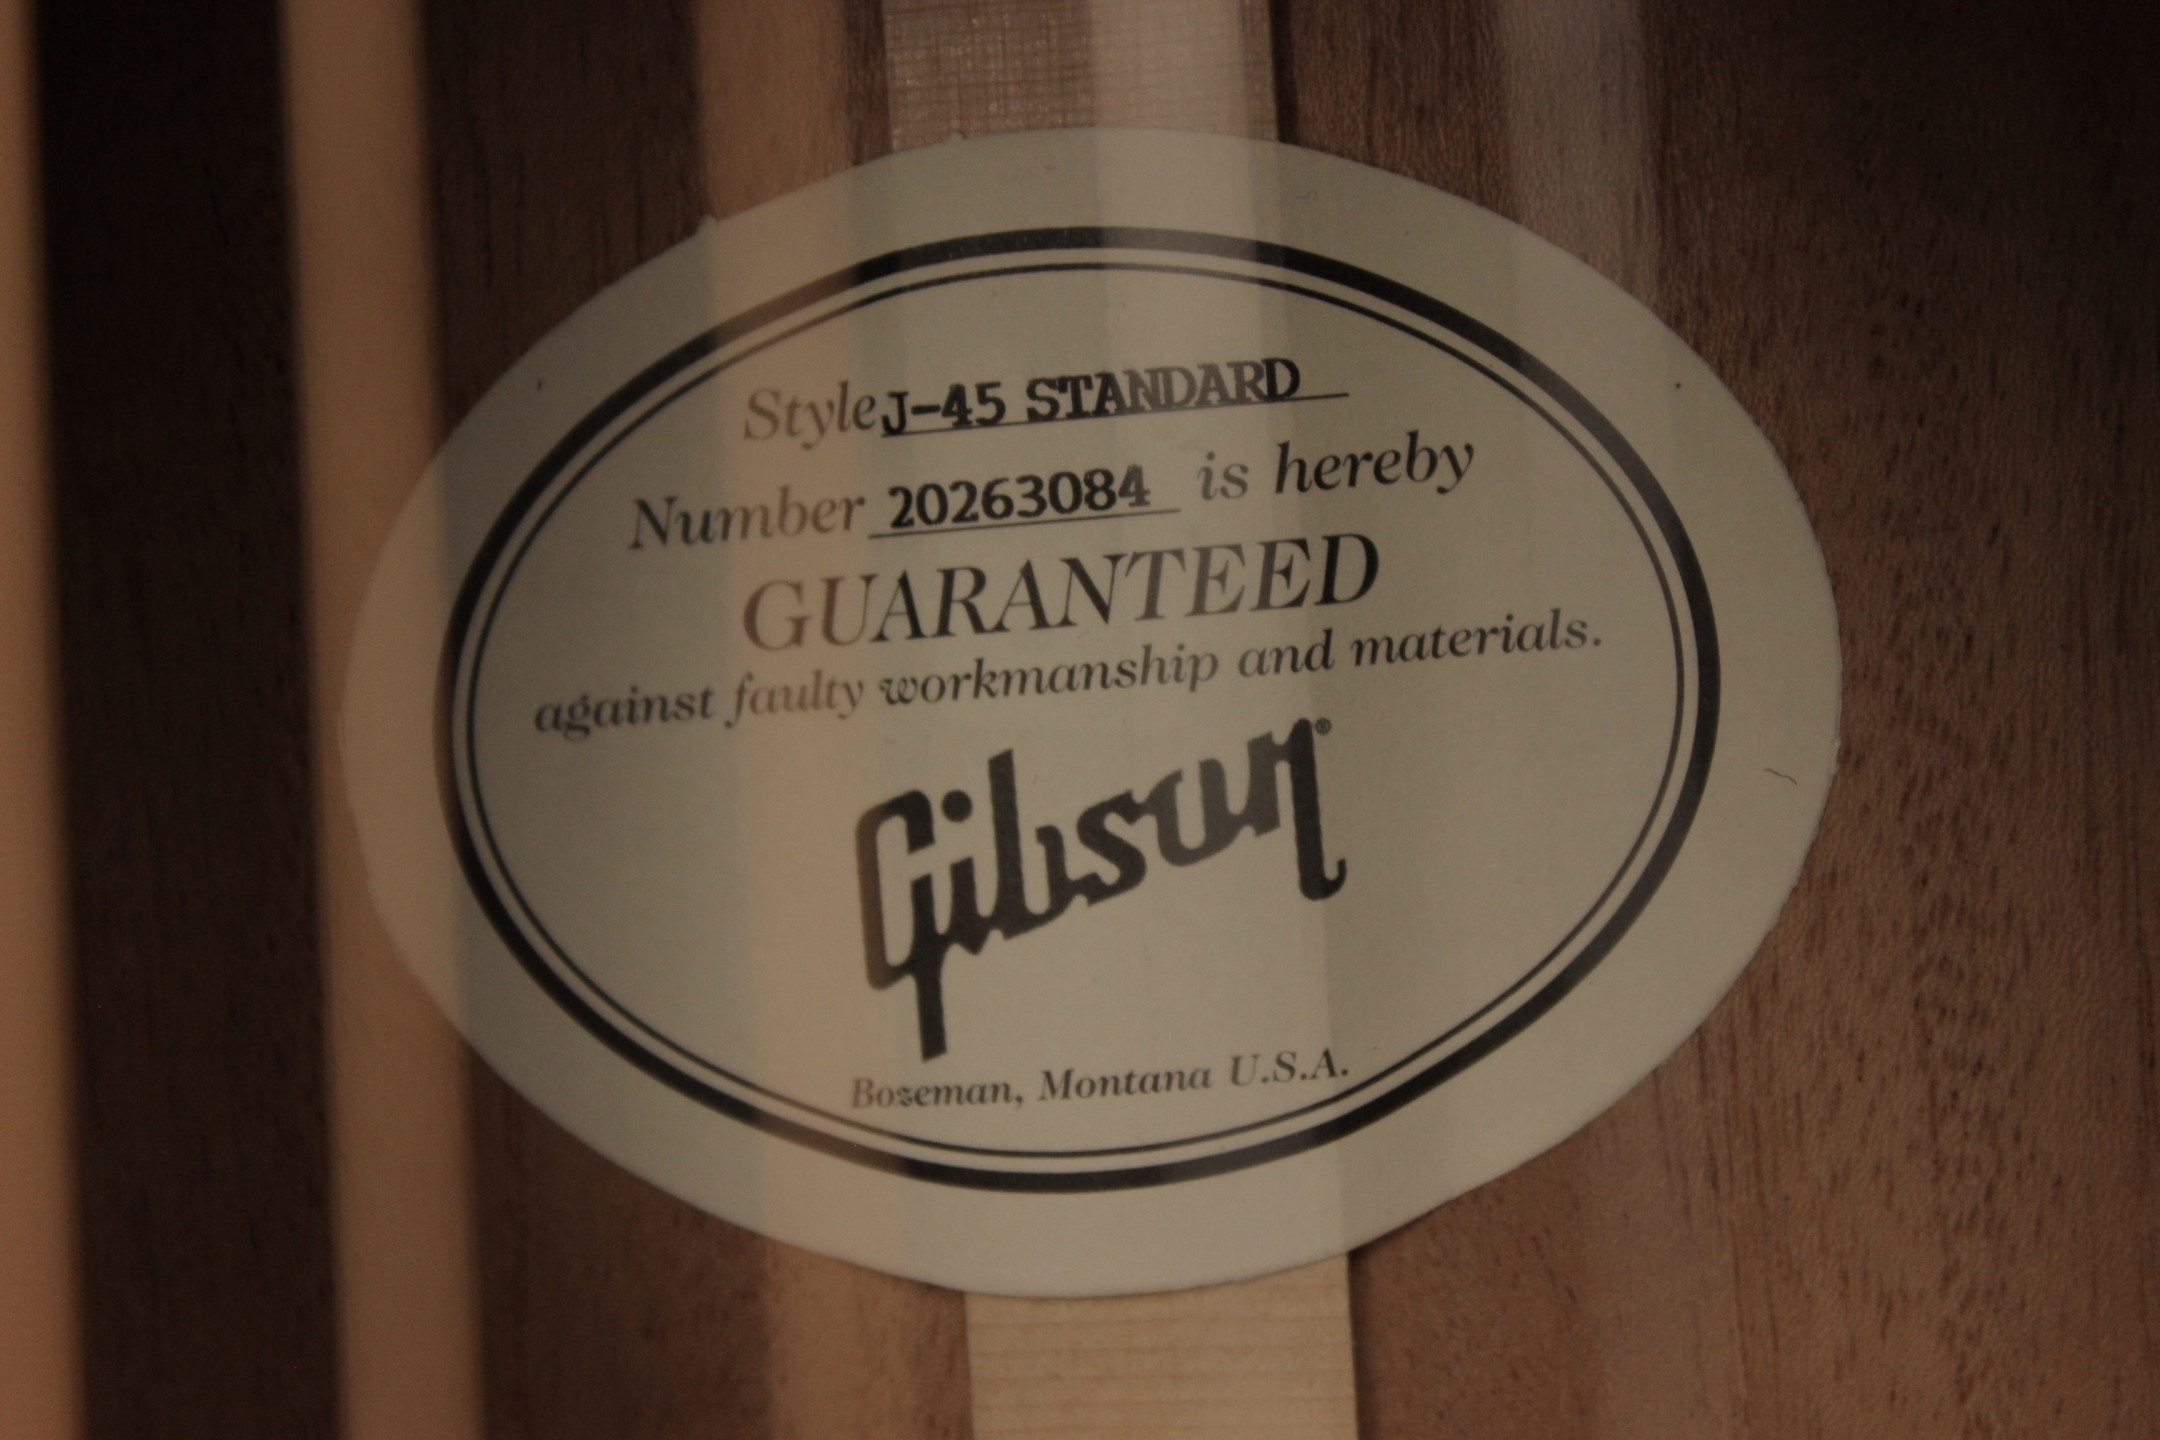 Style J-45 STANDARD
Number 20263084 is hereby
GUARANTEED
against faulty workmanship and materials.
Gibson®
Bozeman, Montana U.S.A.